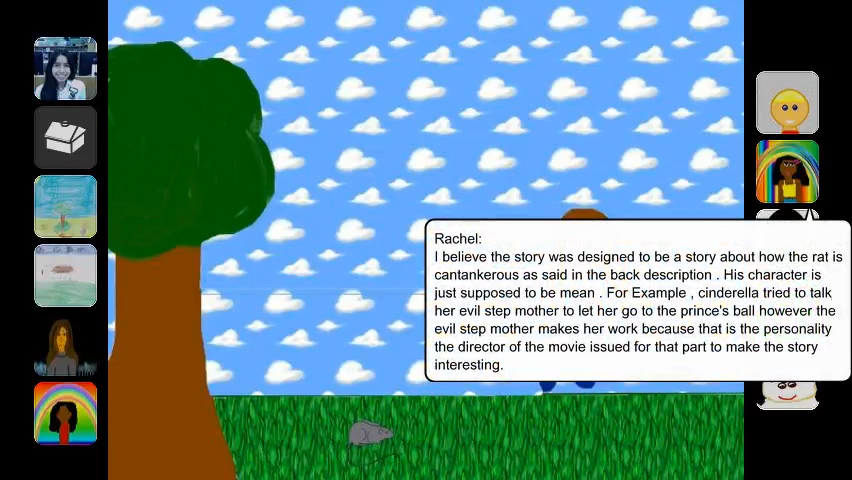 Rachel:
I believe the story was designed to be a story about how the rat is
cantankerous as said in the back description . His character is
just supposed to be mean . For Example , cinderella tried to talk
her evil step mother to let her go to the prince's ball however the
evil step mother makes her work because that is the personality
the director of the movie issued for that part to make the story
interesting.